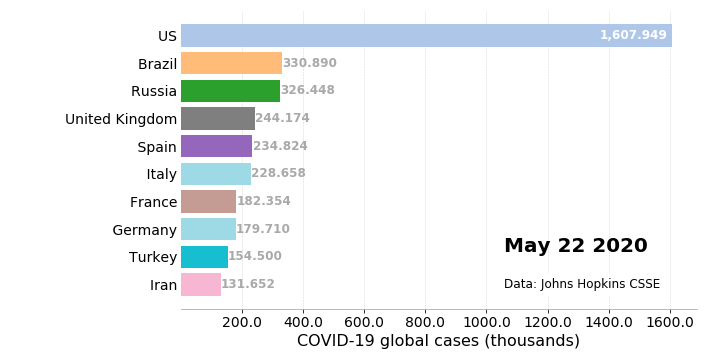 US 1,607.949
Brazil 330.890
Russia 326.448
United Kingdom 244.174
Spain 234.824
Italy 228.658
France 182.354
Germany 179.710
Turkey 154.500
Iran 131.652
May 22 2020
Data: Johns Hopkins CSSE
200.0 400.0 600.0 800.0 1000.0 1200.0 1400.0 1600.0
COVID-19 global cases (thousands)